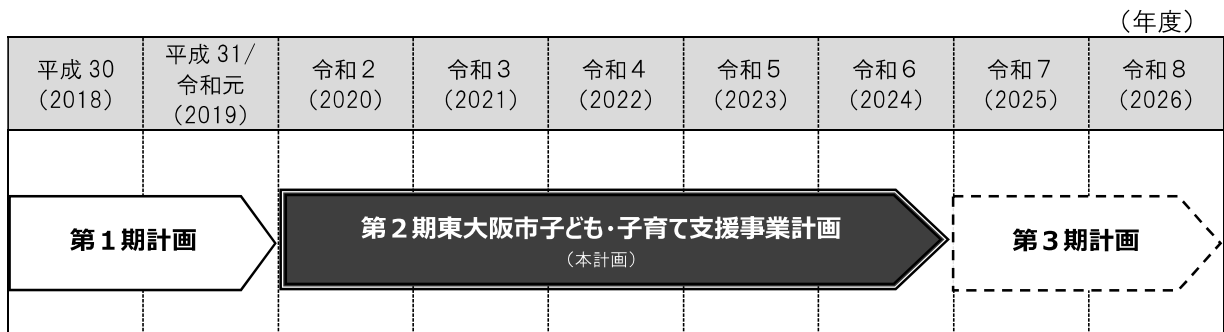 （年度）
平成 30
（2018）
平成 31/
令和元
（2019）
令和２
（2020）
令和３
（2021）
令和４
（2022）
令和５
（2023）
令和６
（2024）
令和７
（2025）
令和８
（2026）
第１期計画
第２期東大阪市子ども・子育て支援事業計画
（本計画）
第３期計画